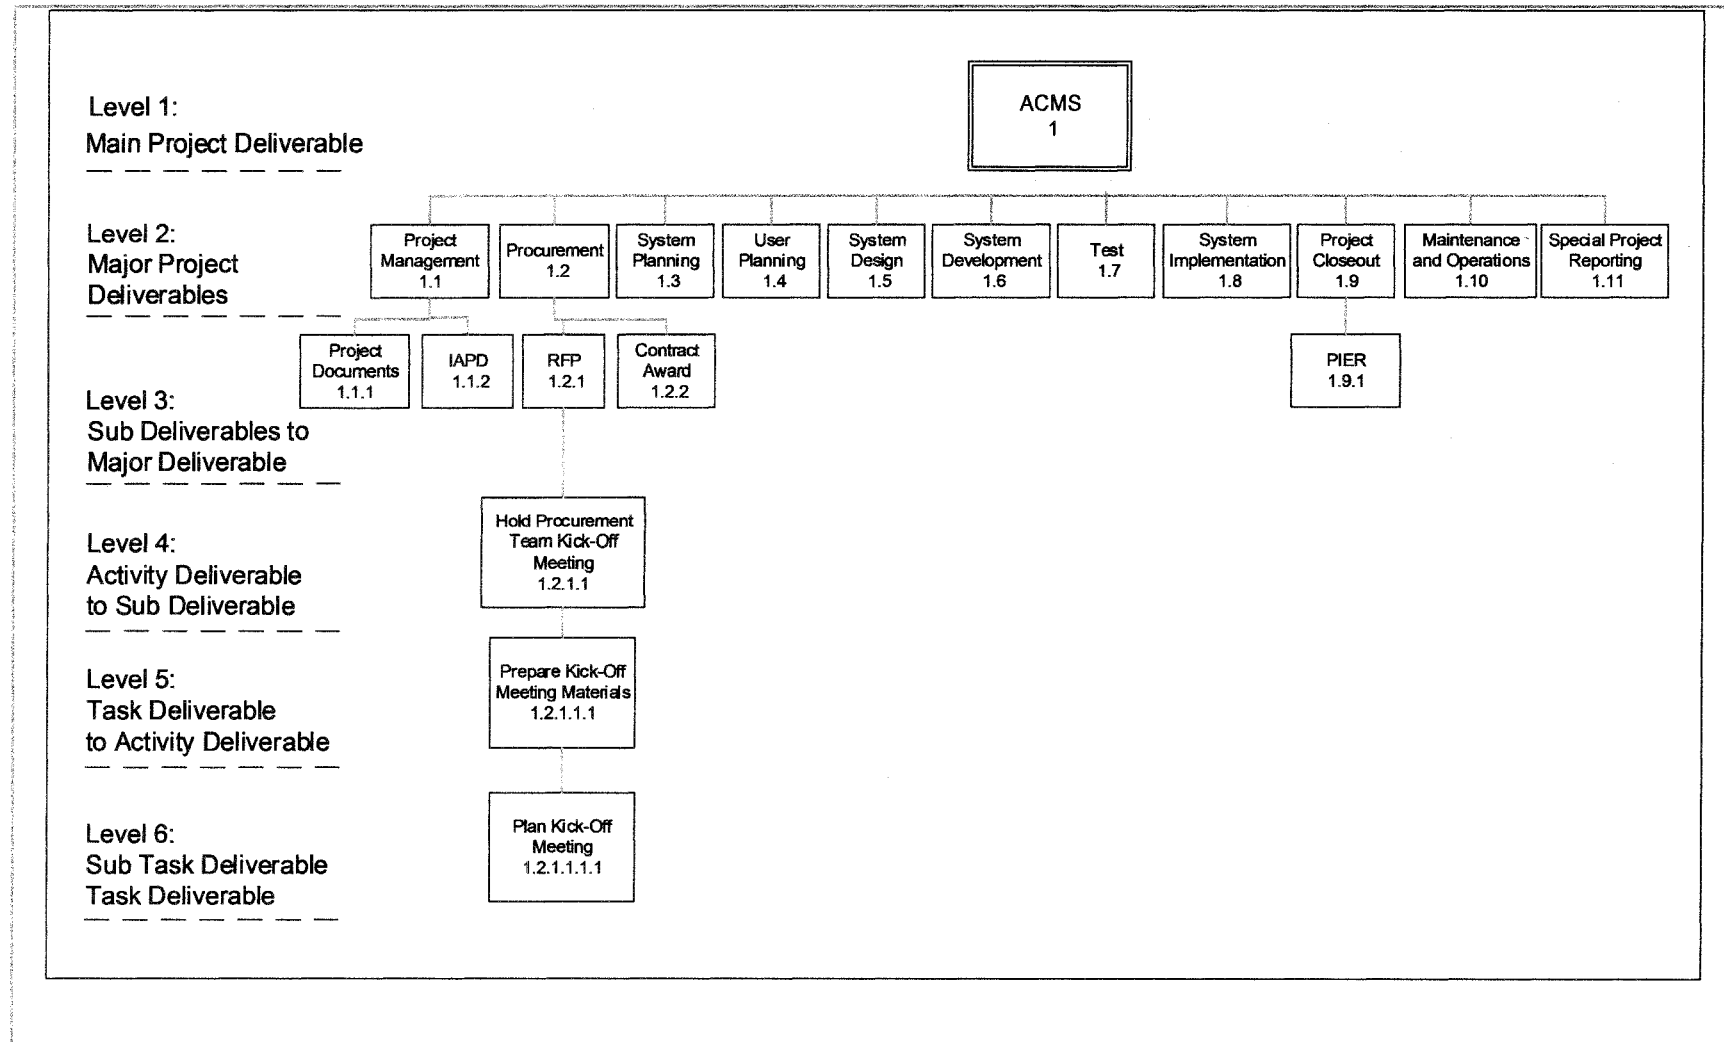 Level 1:
Main Project Deliverable
ACMS
1
Level 2:
Major Project
Deliverables
Project
Management
1.1
Procurement
1.2
System
Planning
1.3
User
Planning
1.4
System
Design
1.5
System
Development
1.6
Test
1.7
System
Implementation
1.8
Project
Closeout
1.9
Maintenance
and Operations
1.10
Special Project
Reporting
1.11
Level 3:
Sub Deliverables to
Major Deliverable
Project
Documents
1.1.1
IAPD
1.1.2
RFP
1.2.1
Contract
Award
1.2.2
PIER
1.9.1
Level 4:
Activity Deliverable
to Sub Deliverable
Hold Procurement
Team Kick-Off
Meeting
1.2.1.1
Level 5:
Task Deliverable
to Activity Deliverable
Prepare Kick-Off
Meeting Materials
1.2.1.1.1
Level 6:
Sub Task Deliverable
Task Deliverable
Plan Kick-Off
Meeting
1.2.1.1.1.1